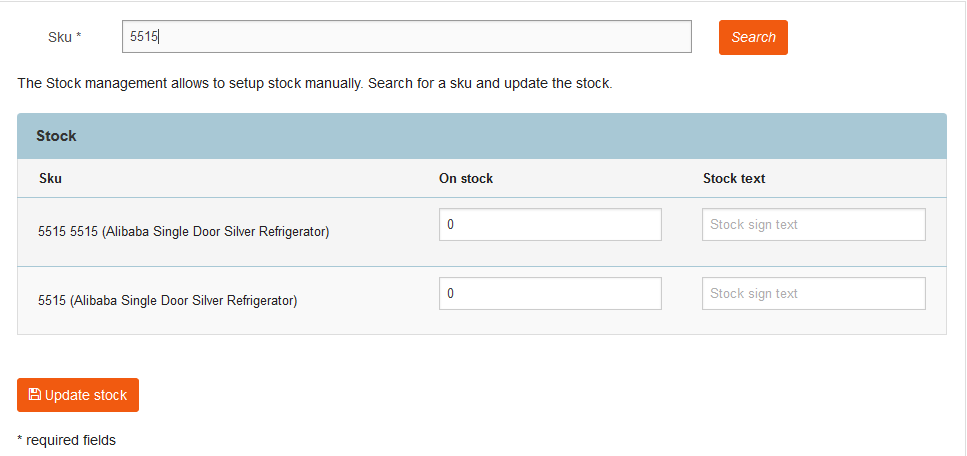 Sku * 5515 Search
The Stock management allows to setup stock manually. Search for a sku and update the stock.
Stock
Sku On stock Stock text
5515 5515 (Alibaba Single Door Silver Refrigerator) 0 Stock sign text
5515 (Alibaba Single Door Silver Refrigerator) 0 Stock sign text
Update stock
* required fields